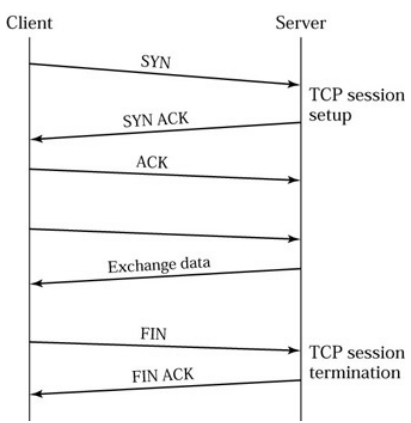 Client
Server
SYN
TCP session
setup
SYN ACK
ACK
Exchange data
FIN
TCP session
termination
FIN ACK